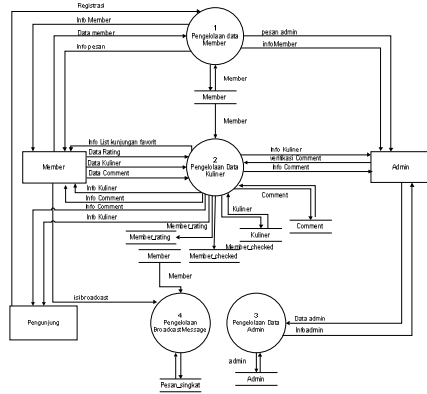 Registrasi
Info Member
Data member
Info pesan
1
Pengelolaan data
Member
pesan admin
infoMember
Member
Member
Member
Info List kunjungan favorit
Data Rating
Data Kuliner
Data Comment
Member
Info Kuliner
Info Comment
Info Comment
Info Kuliner
2
Pengelolaan Data
Kuliner
Info Kuliner
verifikasi Comment
Info Comment
Admin
Comment
Kuliner
Comment
Kuliner
Member_rating
Member_rating
Member_checked
Member_checked
Member
Member
isi broadcast
Pengunjung
4
Pengelolaan
BroadcastMessage
3
Pengelolaan Data
Admin
Data admin
Infoadmin
Pesan_singkat
admin
Admin